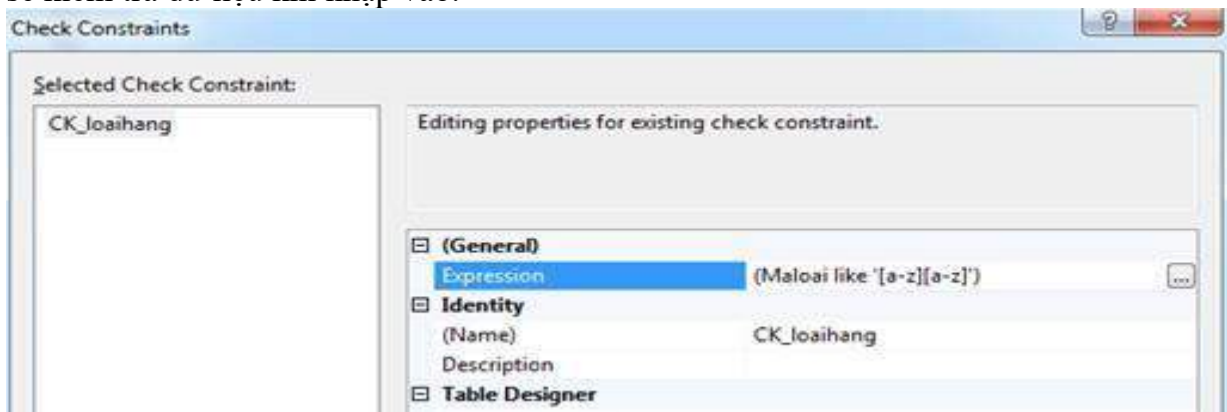 Check Constraints
Selected Check Constraint:
CK_loaihang
Editing properties for existing check constraint.
(General)
Expression (Maloai like '[a-z][a-z]') ...
Identity
(Name) CK_loaihang
Description
Table Designer